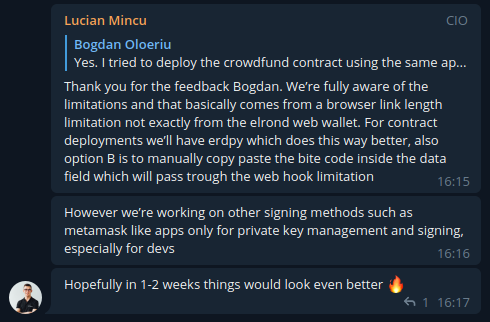 Lucian Mincu CIO
Bogdan Oloeriu
Yes. I tried to deploy the crowdfund contract using the same ap...
Thank you for the feedback Bogdan. We’re fully aware of the
limitations and that basically comes from a browser link length
limitation not exactly from the elrond web wallet. For contract
deployments we’ll have erdpy which does this way better, also
option B is to manually copy paste the bite code inside the data
field which will pass trough the web hook limitation
16:15
However we’re working on other signing methods such as
metamask like apps only for private key management and signing,
especially for devs
16:16
Hopefully in 1-2 weeks things would look even better 🔥
1 16:17